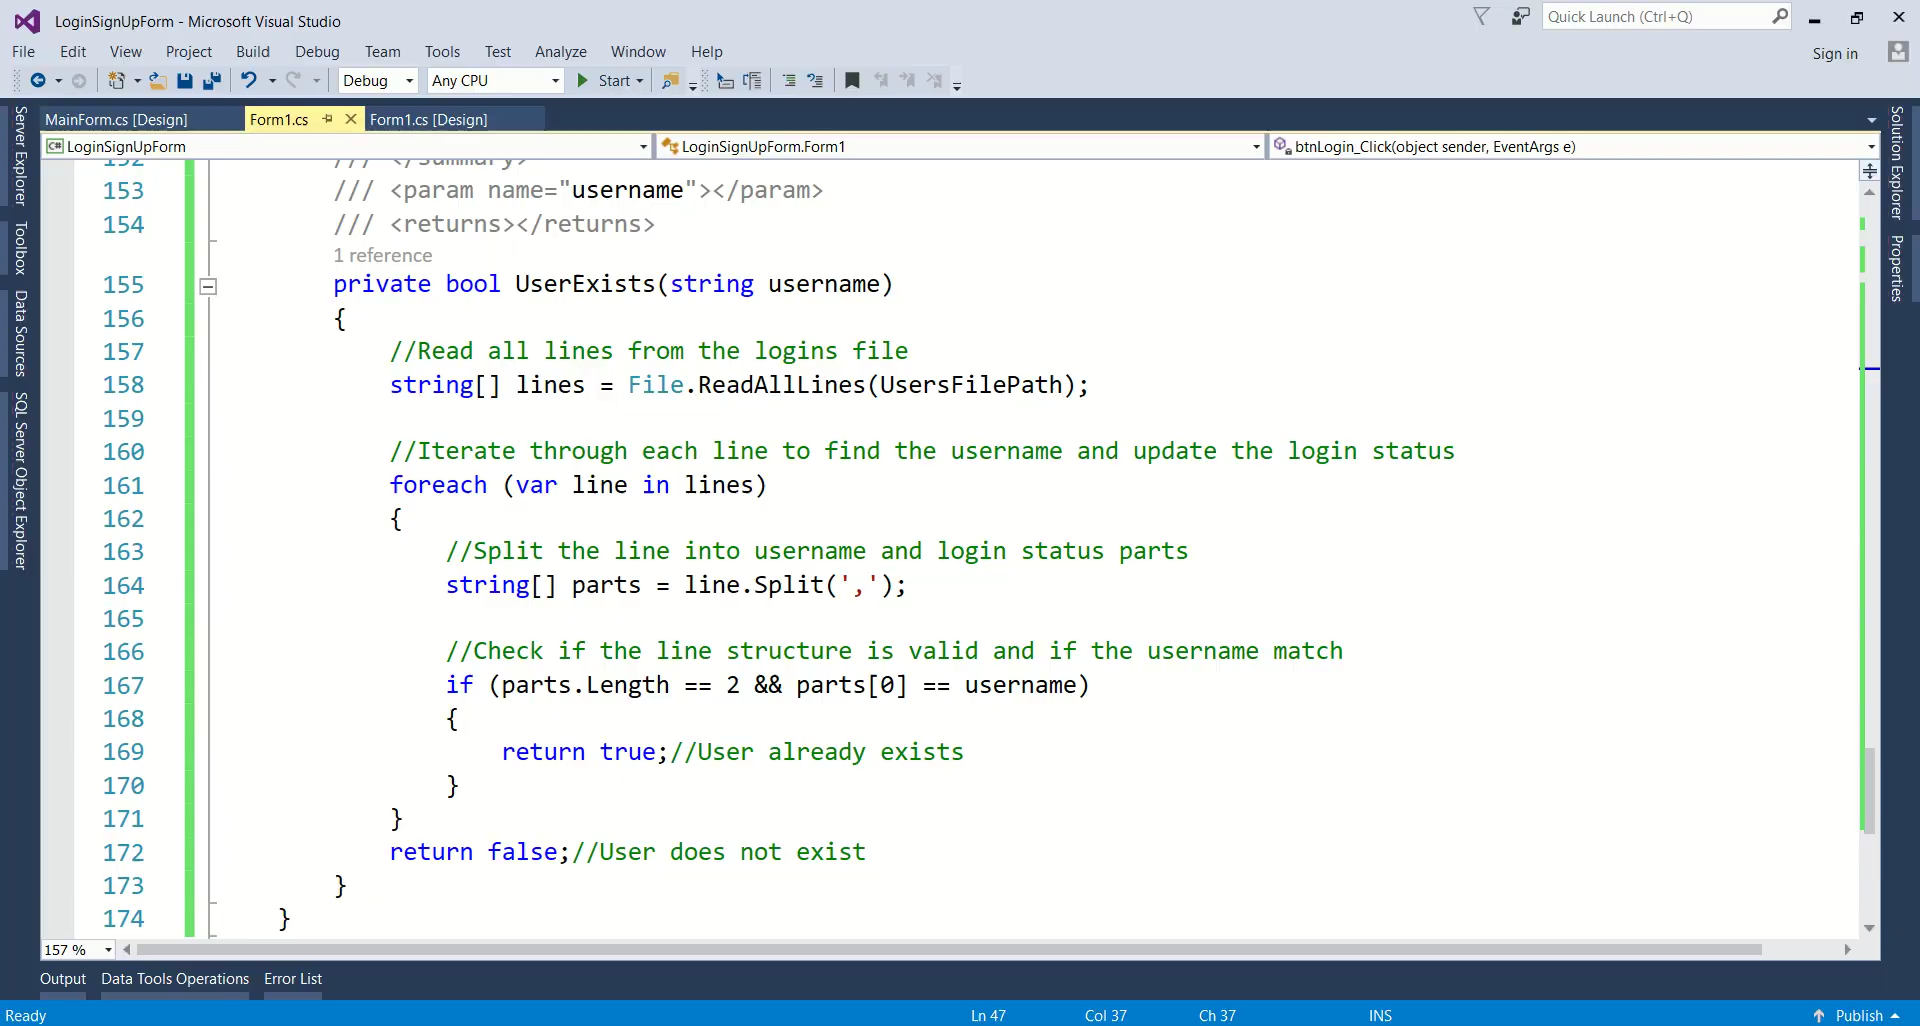 LoginSignUpForm - Microsoft Visual Studio
Quick Launch (Ctrl+Q)
File Edit View Project Build Debug Team Tools Test Analyze Window Help
Sign in
Debug Any CPU Start
MainForm.cs [Design] Form1.cs Form1.cs [Design]
LoginSignUpForm LoginSignUpForm.Form1 btnLogin_Click(object sender, EventArgs e)
Server Explorer
Toolbox
Data Sources
SQL Server Object Explorer
Solution Explorer
Properties
152 /// </summary>
153 /// <param name="username"></param>
154 /// <returns></returns>
1 reference
155 private bool UserExists(string username)
156 {
157 //Read all lines from the logins file
158 string[] lines = File.ReadAllLines(UsersFilePath);
159
160 //Iterate through each line to find the username and update the login status
161 foreach (var line in lines)
162 {
163 //Split the line into username and login status parts
164 string[] parts = line.Split(',');
165
166 //Check if the line structure is valid and if the username match
167 if (parts.Length == 2 && parts[0] == username)
168 {
169 return true;//User already exists
170 }
171 }
172 return false;//User does not exist
173 }
174 }
157 %
Output Data Tools Operations Error List
Ready Ln 47 Col 37 Ch 37 INS Publish